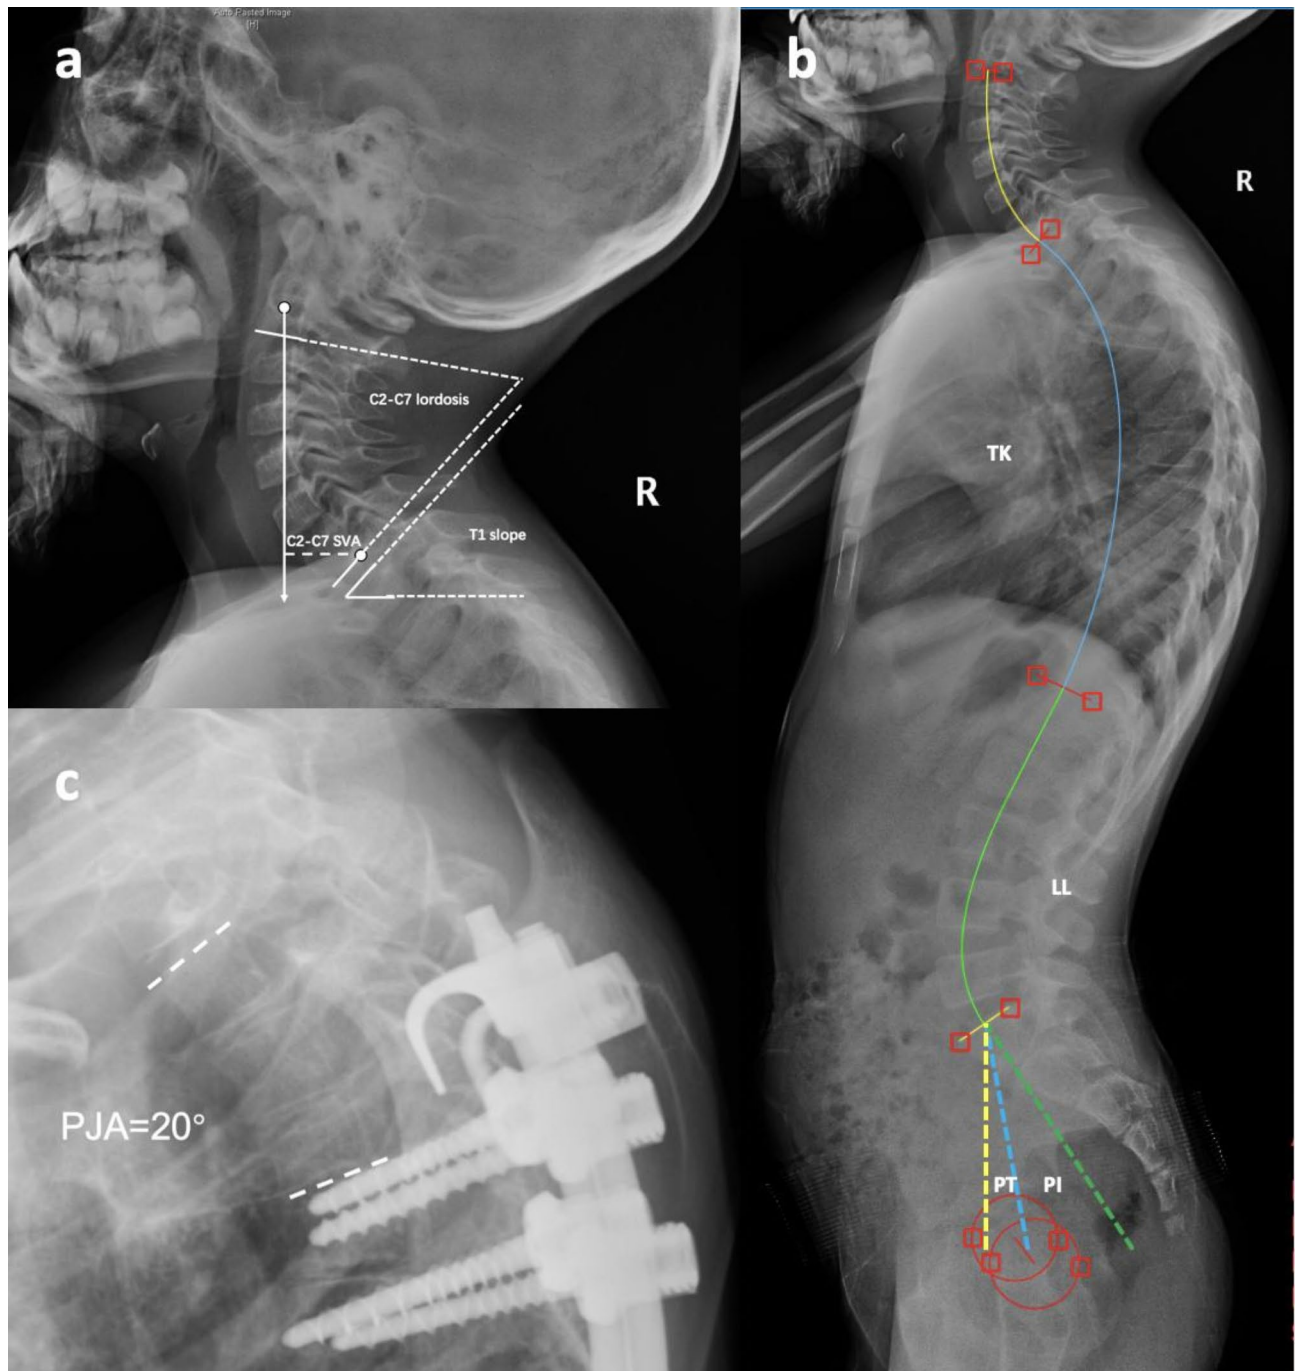 Auto Pasted Image
[H]
a
C2-C7 lordosis
R
C2-C7 SVA
T1 slope
b
R
TK
LL
PT
PI
c
PJA=20°